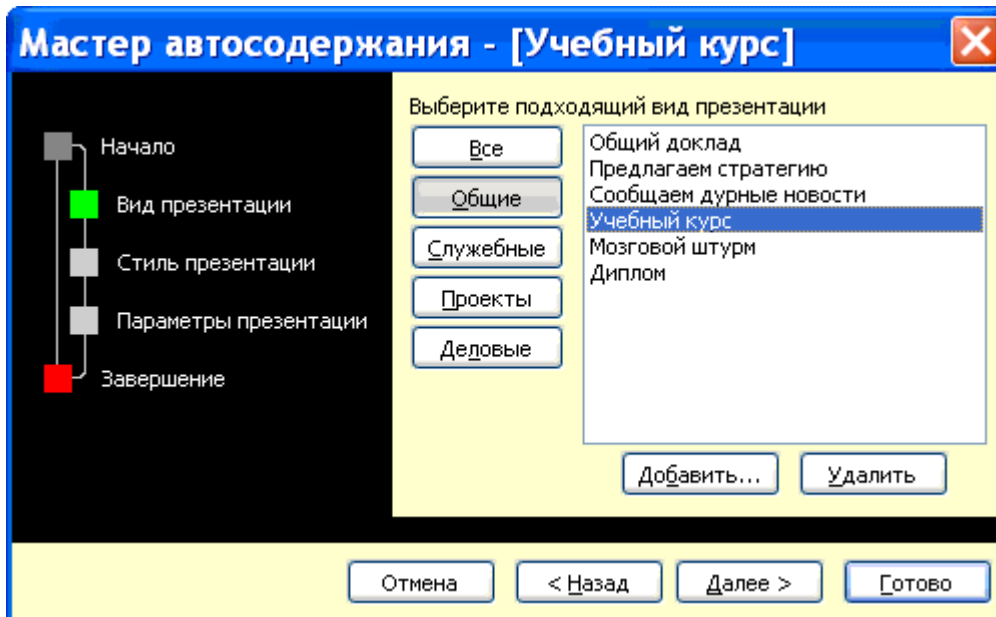 Мастер автосодержания - [Учебный курс]
Начало
Вид презентации
Стиль презентации
Параметры презентации
Завершение
Выберите подходящий вид презентации
Все
Общие
Служебные
Проекты
Деловые
Общий доклад
Предлагаем стратегию
Сообщаем дурные новости
Учебный курс
Мозговой штурм
Диплом
Добавить...
Удалить
Отмена
< Назад
Далее >
Готово